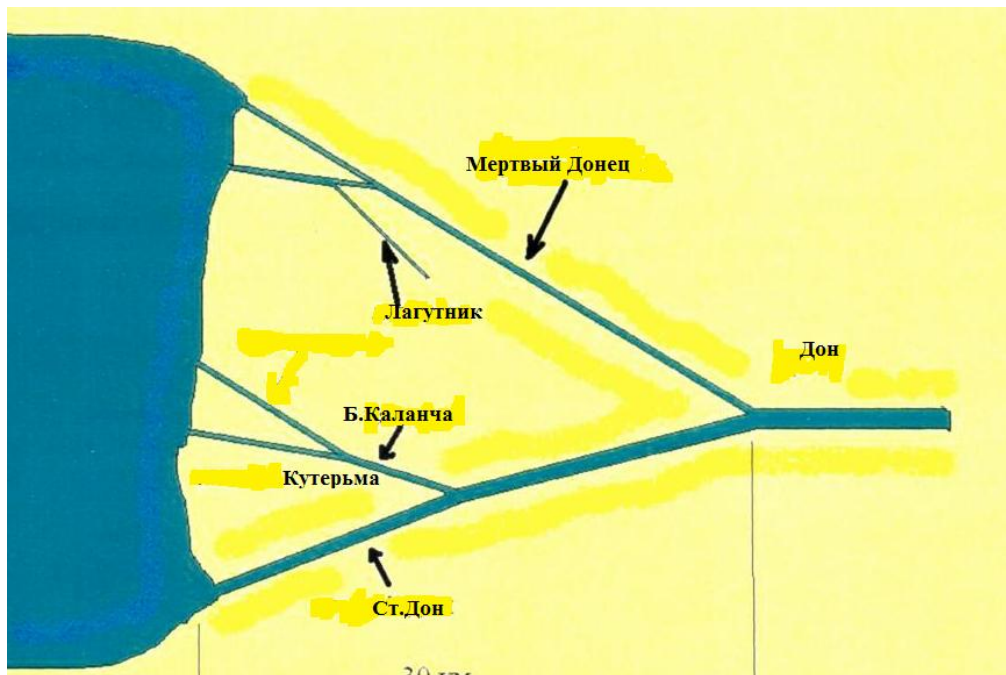 Мертвый Донец
Лагутник
Дон
Б.Каланча
Кутерьма
Ст.Дон